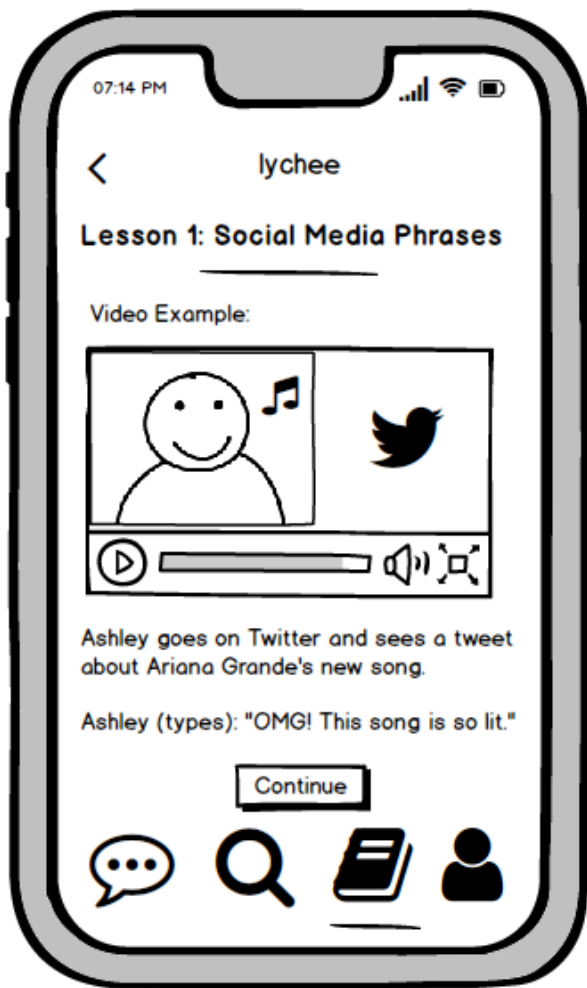 07:14 PM
lychee
Lesson 1: Social Media Phrases
Video Example:
Ashley goes on Twitter and sees a tweet
about Ariana Grande's new song.
Ashley (types): "OMG! This song is so lit."
Continue